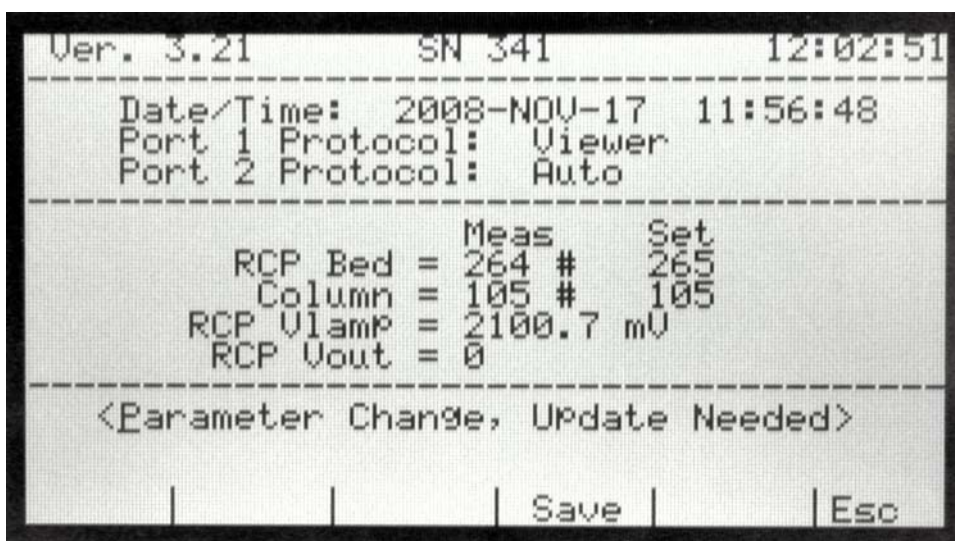 Ver. 3.21 SN 341 12:02:51
Date/Time: 2008-NOV-17 11:56:48
Port 1 Protocol: Viewer
Port 2 Protocol: Auto
Meas Set
RCP Bed = 264 # 265
Column = 105 # 105
RCP Vlamp = 2100.7 mV
RCP Vout = 0
<Parameter Change, Update Needed>
Save Esc